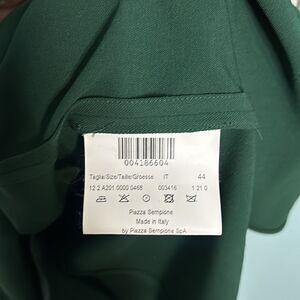 004186604
Taglia/Size/Taille/Groesse IT 44
12 2 A201 0000 0468 003416 1 21 0
Piazza Sempione
Made in Italy
by Piazza Sempione SpA